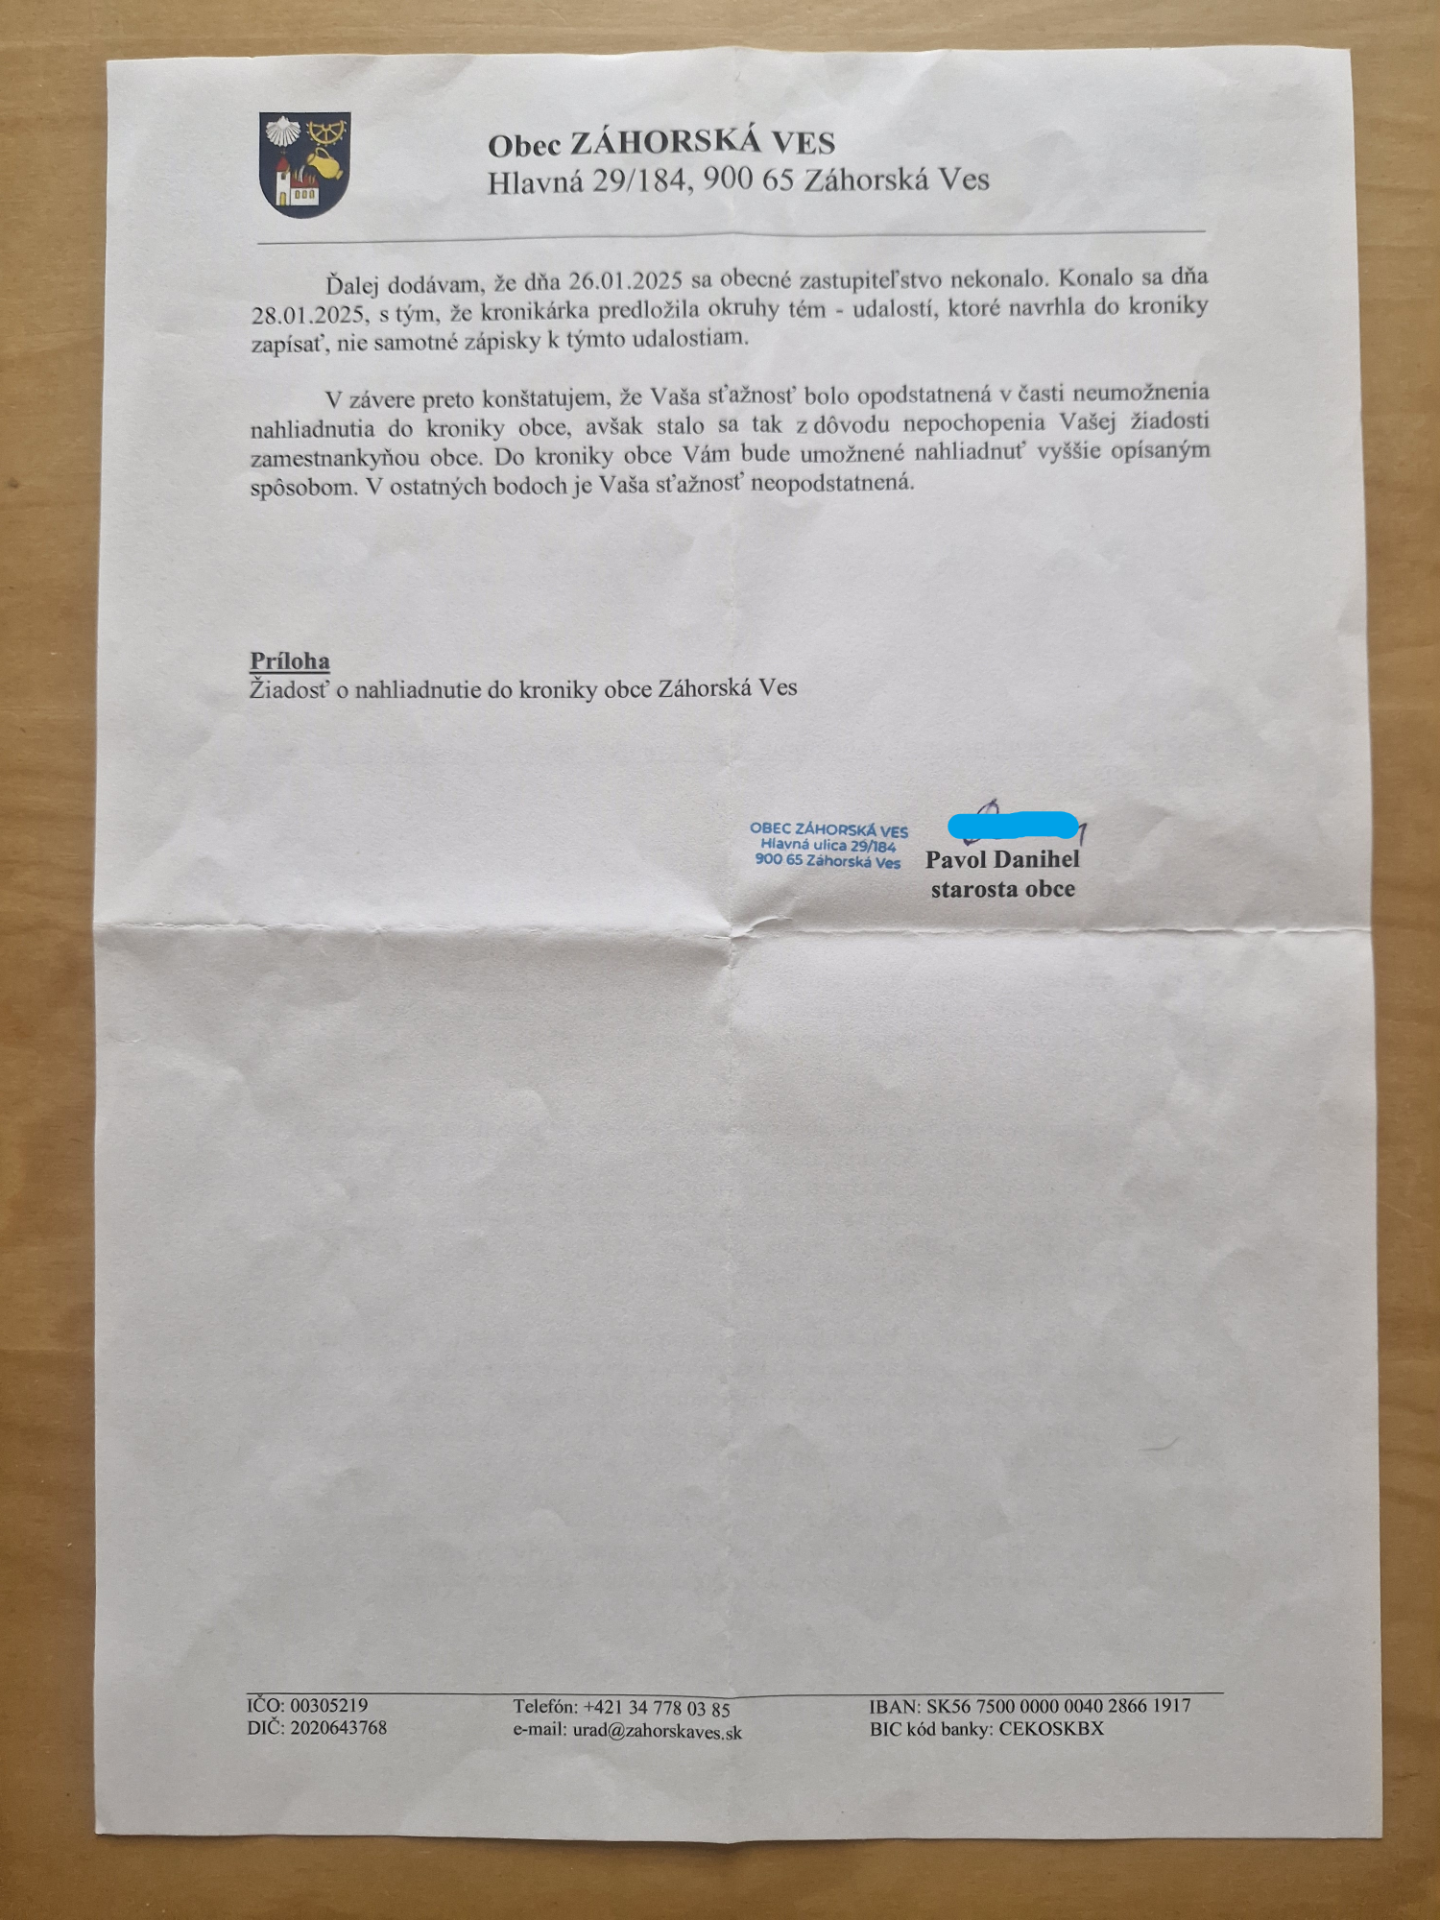 Obec ZÁHORSKÁ VES
Hlavná 29/184, 900 65 Záhorská Ves
Ďalej dodávam, že dňa 26.01.2025 sa obecné zastupiteľstvo nekonalo. Konalo sa dňa
28.01.2025, s tým, že kronikárka predložila okruhy tém - udalostí, ktoré navrhla do kroniky
zapísať, nie samotné zápisky k týmto udalostiam.
V závere preto konštatujem, že Vaša sťažnosť bolo opodstatnená v časti neumožnenia
nahliadnutia do kroniky obce, avšak stalo sa tak z dôvodu nepochopenia Vašej žiadosti
zamestnankyňou obce. Do kroniky obce Vám bude umožnené nahliadnuť vyššie opísaným
spôsobom. V ostatných bodoch je Vaša sťažnosť neopodstatnená.
Príloha
Žiadosť o nahliadnutie do kroniky obce Záhorská Ves
OBEC ZÁHORSKÁ VES
Hlavná ulica 29/184
900 65 Záhorská Ves
Pavol Danihel
starosta obce
IČO: 00305219
DIČ: 2020643768
Telefón: +421 34 778 03 85
e-mail: urad@zahorskaves.sk
IBAN: SK56 7500 0000 0040 2866 1917
BIC kód banky: CEKOSKBX